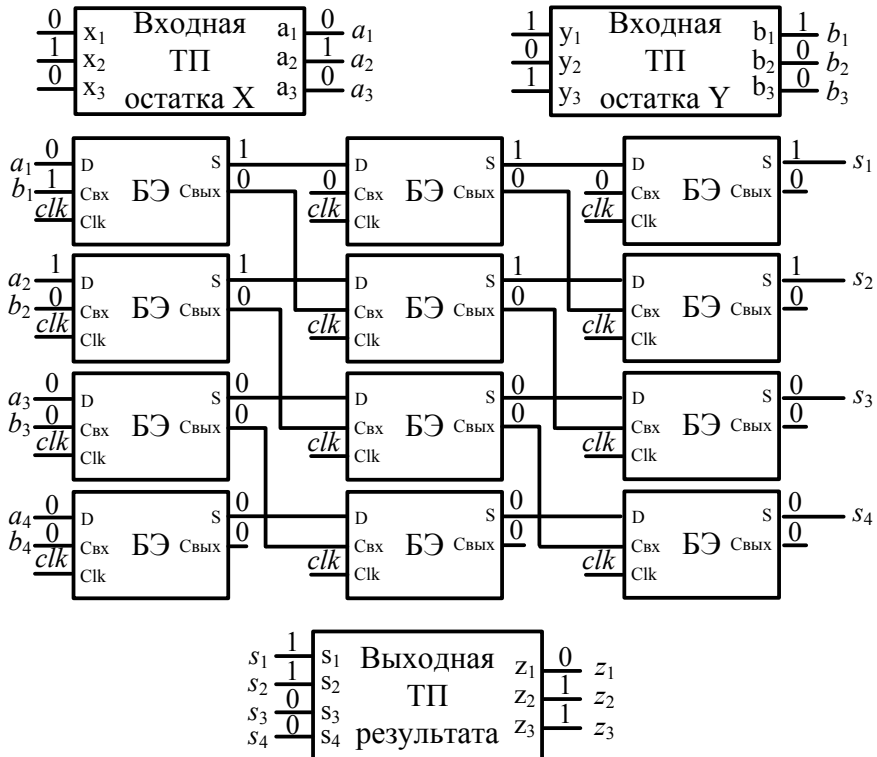 0 x₁ Входная a₁ 0 a₁
1 x₂ ТП a₂ 1 a₂
0 x₃ остатка X a₃ 0 a₃
1 y₁ Входная b₁ 1 b₁
0 y₂ ТП b₂ 0 b₂
1 y₃ остатка Y b₃ 0 b₃
a₁ 0 D S 1 D S 1 D S 1 s₁
b₁ 1 Свх БЭ Свых 0 0 Свх БЭ Свых 0 0 Свх БЭ Свых 0
clk Clk clk Clk clk Clk
a₂ 1 D S 1 D S 1 D S 1 s₂
b₂ 0 Свх БЭ Свых 0 Свх БЭ Свых 0 Свх БЭ Свых 0
clk Clk clk Clk clk Clk
a₃ 0 D S 0 D S 0 D S 0 s₃
b₃ 0 Свх БЭ Свых 0 Свх БЭ Свых 0 Свх БЭ Свых 0
clk Clk clk Clk clk Clk
a₄ 0 D S 0 D S 0 D S 0 s₄
b₄ 0 Свх БЭ Свых 0 Свх БЭ Свых 0 Свх БЭ Свых 0
clk Clk clk Clk clk Clk
s₁ 1 s₁ Выходная z₁ 0 z₁
s₂ 1 s₂ ТП z₂ 1 z₂
s₃ 0 s₃ результата z₃ 1 z₃
s₄ 0 s₄